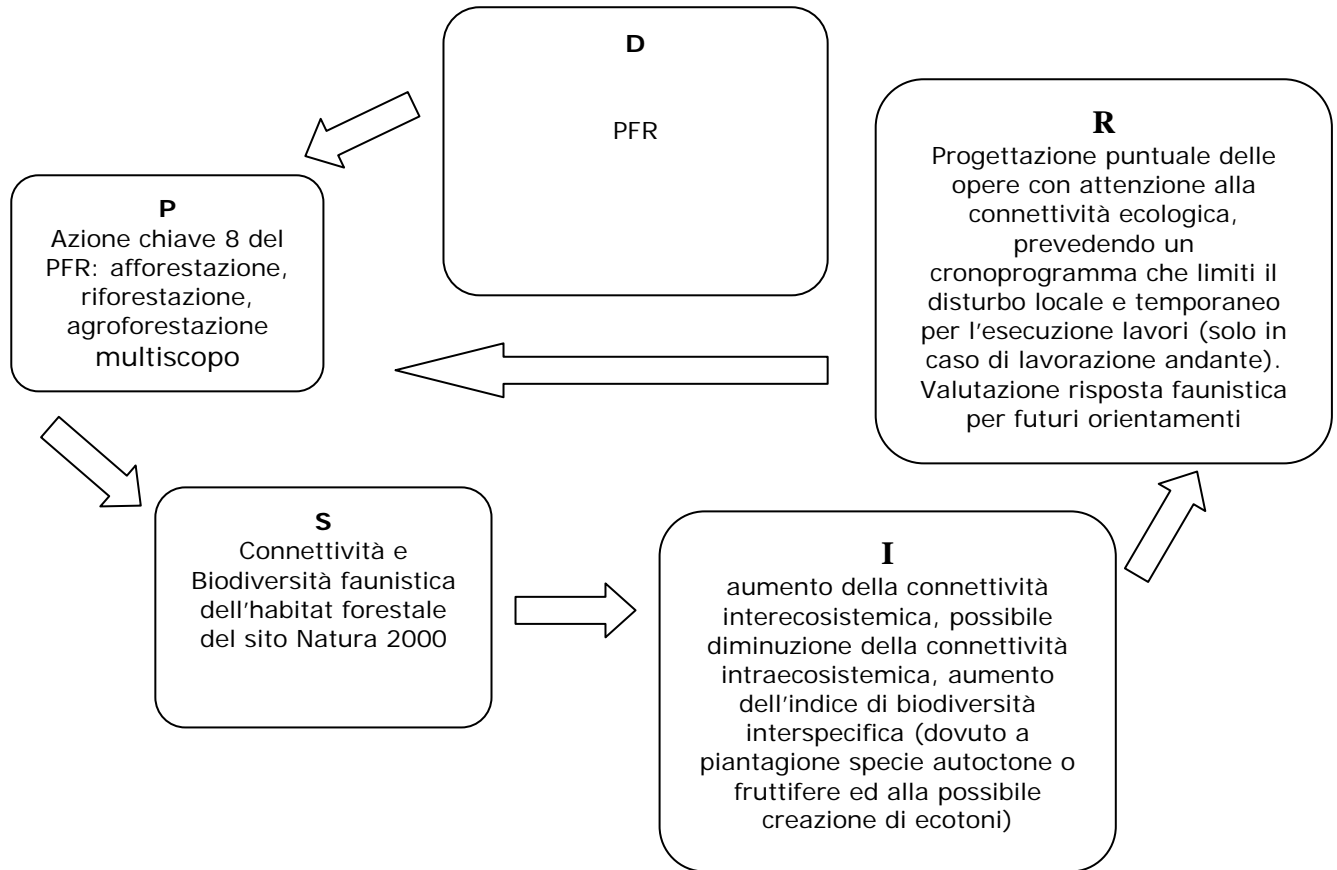 D
PFR
P
Azione chiave 8 del
PFR: afforestazione,
riforestazione,
agroforestazione
multiscopo
S
Connettività e
Biodiversità faunistica
dell'habitat forestale
del sito Natura 2000
I
aumento della connettività
interecosistemica, possibile
diminuzione della connettività
intraecosistemica, aumento
dell'indice di biodiversità
interspecifica (dovuto a
piantagione specie autoctone o
fruttifere ed alla possibile
creazione di ecotoni)
R
Progettazione puntuale delle
opere con attenzione alla
connettività ecologica,
prevedendo un
cronoprogramma che limiti il
disturbo locale e temporaneo
per l'esecuzione lavori (solo in
caso di lavorazione andante).
Valutazione risposta faunistica
per futuri orientamenti